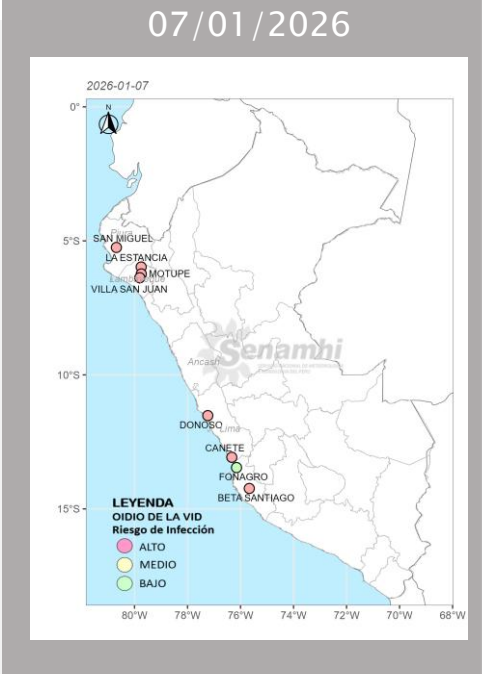 07/01/2026
2026-01-07
N
0°
Piura
SAN MIGUEL
5°S
LA ESTANCIA
MOTUPE
VILLA SAN JUAN
Senamhi
Ancash
10°S
DONOSO
Lima
CANETE
FONAGRO
BETA SANTIAGO
15°S
LEYENDA
OIDIO DE LA VID
Riesgo de Infección
ALTO
MEDIO
BAJO
80°W 78°W 76°W 74°W 72°W 70°W 68°W